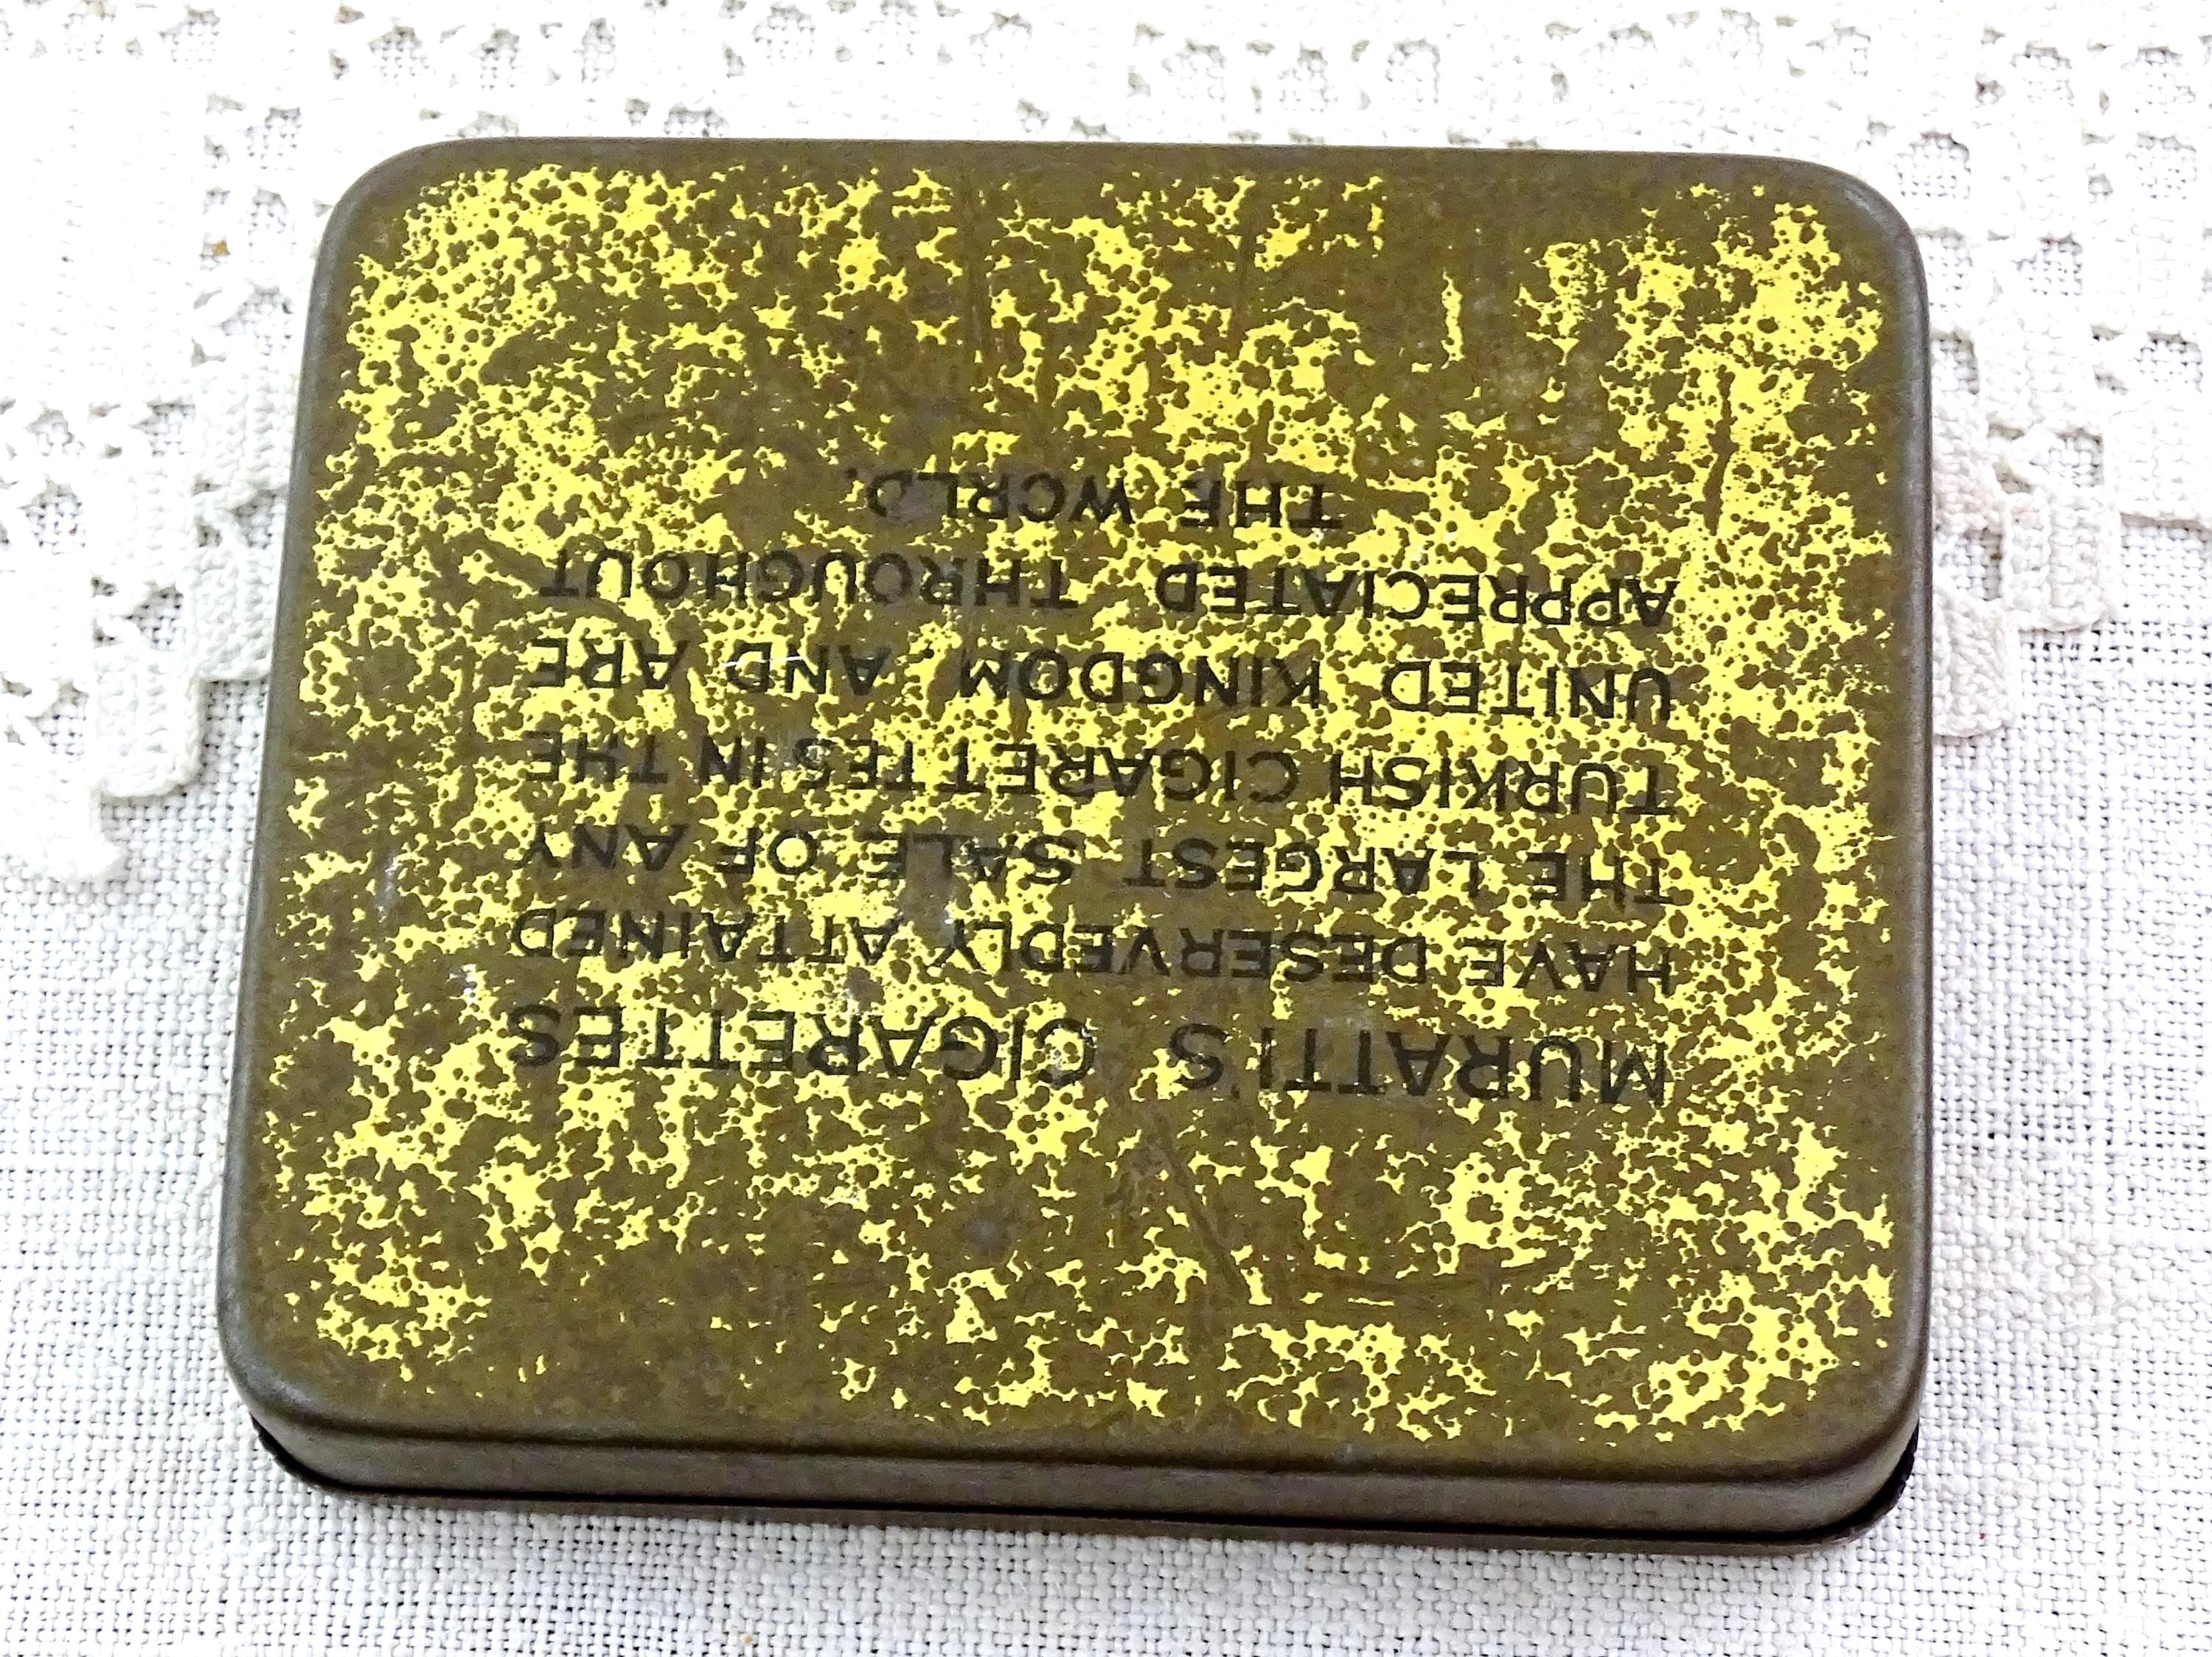 MURATTI'S CIGARETTES
HAVE DESERVEDLY ATTAINED
THE LARGEST SALE OF ANY
TURKISH CIGARETTES IN THE
UNITED KINGDOM, AND ARE
APPRECIATED THROUGHOUT
THE WORLD.